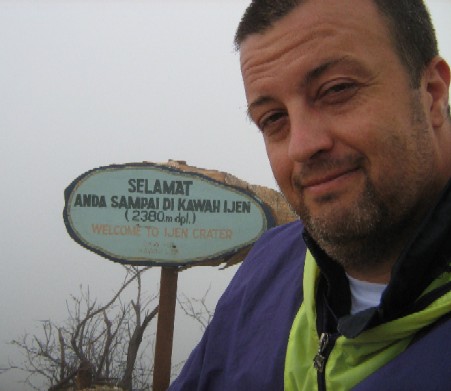 SELAMAT
ANDA SAMPAI DI KAWAH IJEN
(2380.m dpl.)
WELCOME TO IJEN CRATER